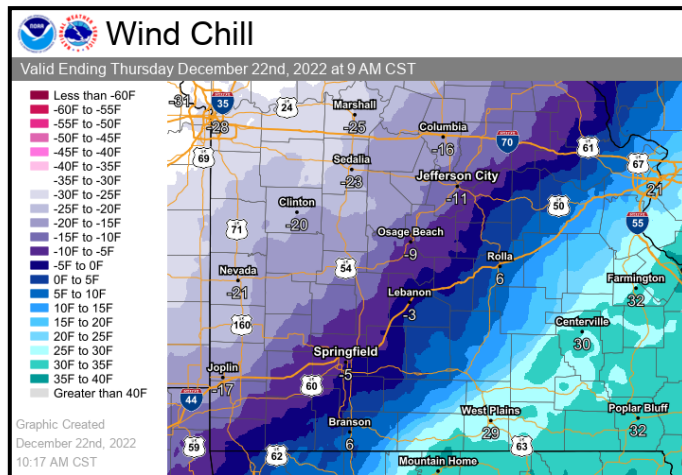 NOAA
Wind Chill
Valid Ending Thursday December 22nd, 2022 at 9 AM CST
Less than -60F
-60F to -55F
-55F to -50F
-50F to -45F
-45F to -40F
-40F to -35F
-35F to -30F
-30F to -25F
-25F to -20F
-20F to -15F
-15F to -10F
-10F to -5F
-5F to 0F
0F to 5F
5F to 10F
10F to 15F
15F to 20F
20F to 25F
25F to 30F
30F to 35F
35F to 40F
Greater than 40F
Graphic Created
December 22nd, 2022
10:17 AM CST
-31
35
-28
24
Marshall
-25
Columbia
-16
70
61
67
21
69
Sedalia
-23
Jefferson City
-11
50
55
Clinton
-20
71
Osage Beach
-9
54
Rolla
6
Nevada
-21
Lebanon
-3
Farmington
32
160
Centerville
30
Springfield
-5
Joplin
-17
60
44
West Plains
29
Poplar Bluff
32
Branson
6
59
62
63
Mountain Home